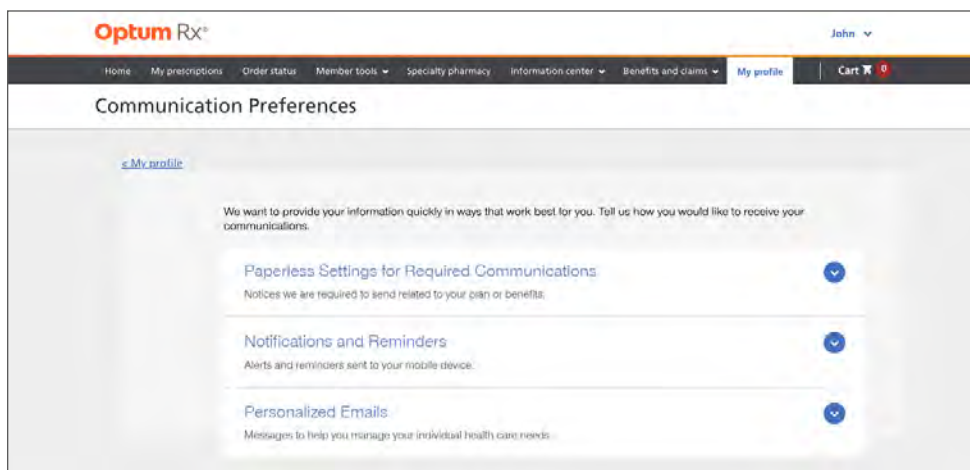 Optum Rx®
John
Home My prescriptions Order status Member tools Specialty pharmacy Information center Benefits and claims My profile Cart 0
Communication Preferences
< My profile
We want to provide your information quickly in ways that work best for you. Tell us how you would like to receive your
communications.
Paperless Settings for Required Communications
Notices we are required to send related to your plan or benefits.
Notifications and Reminders
Alerts and reminders sent to your mobile device.
Personalized Emails
Messages to help you manage your individual health care needs.